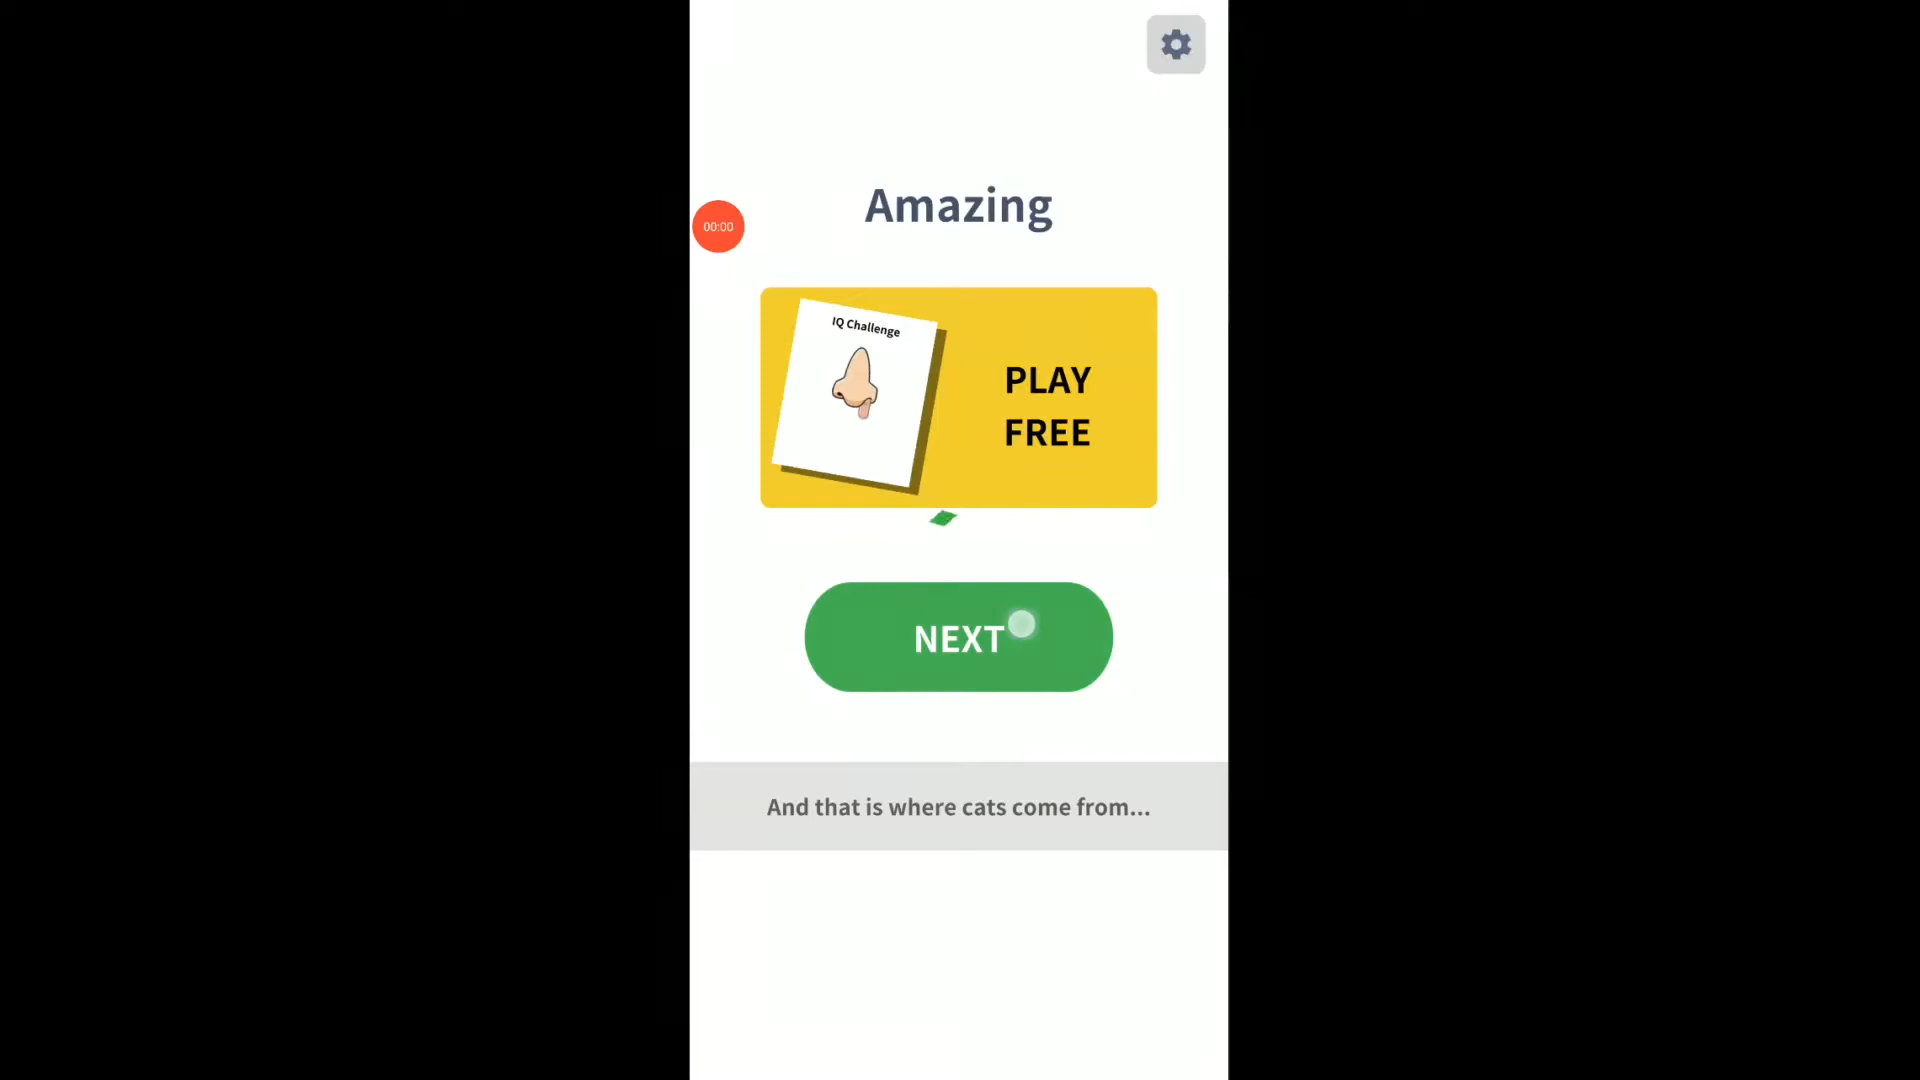 Amazing
00:00
IQ Challenge
PLAY
FREE
NEXT
And that is where cats come from...